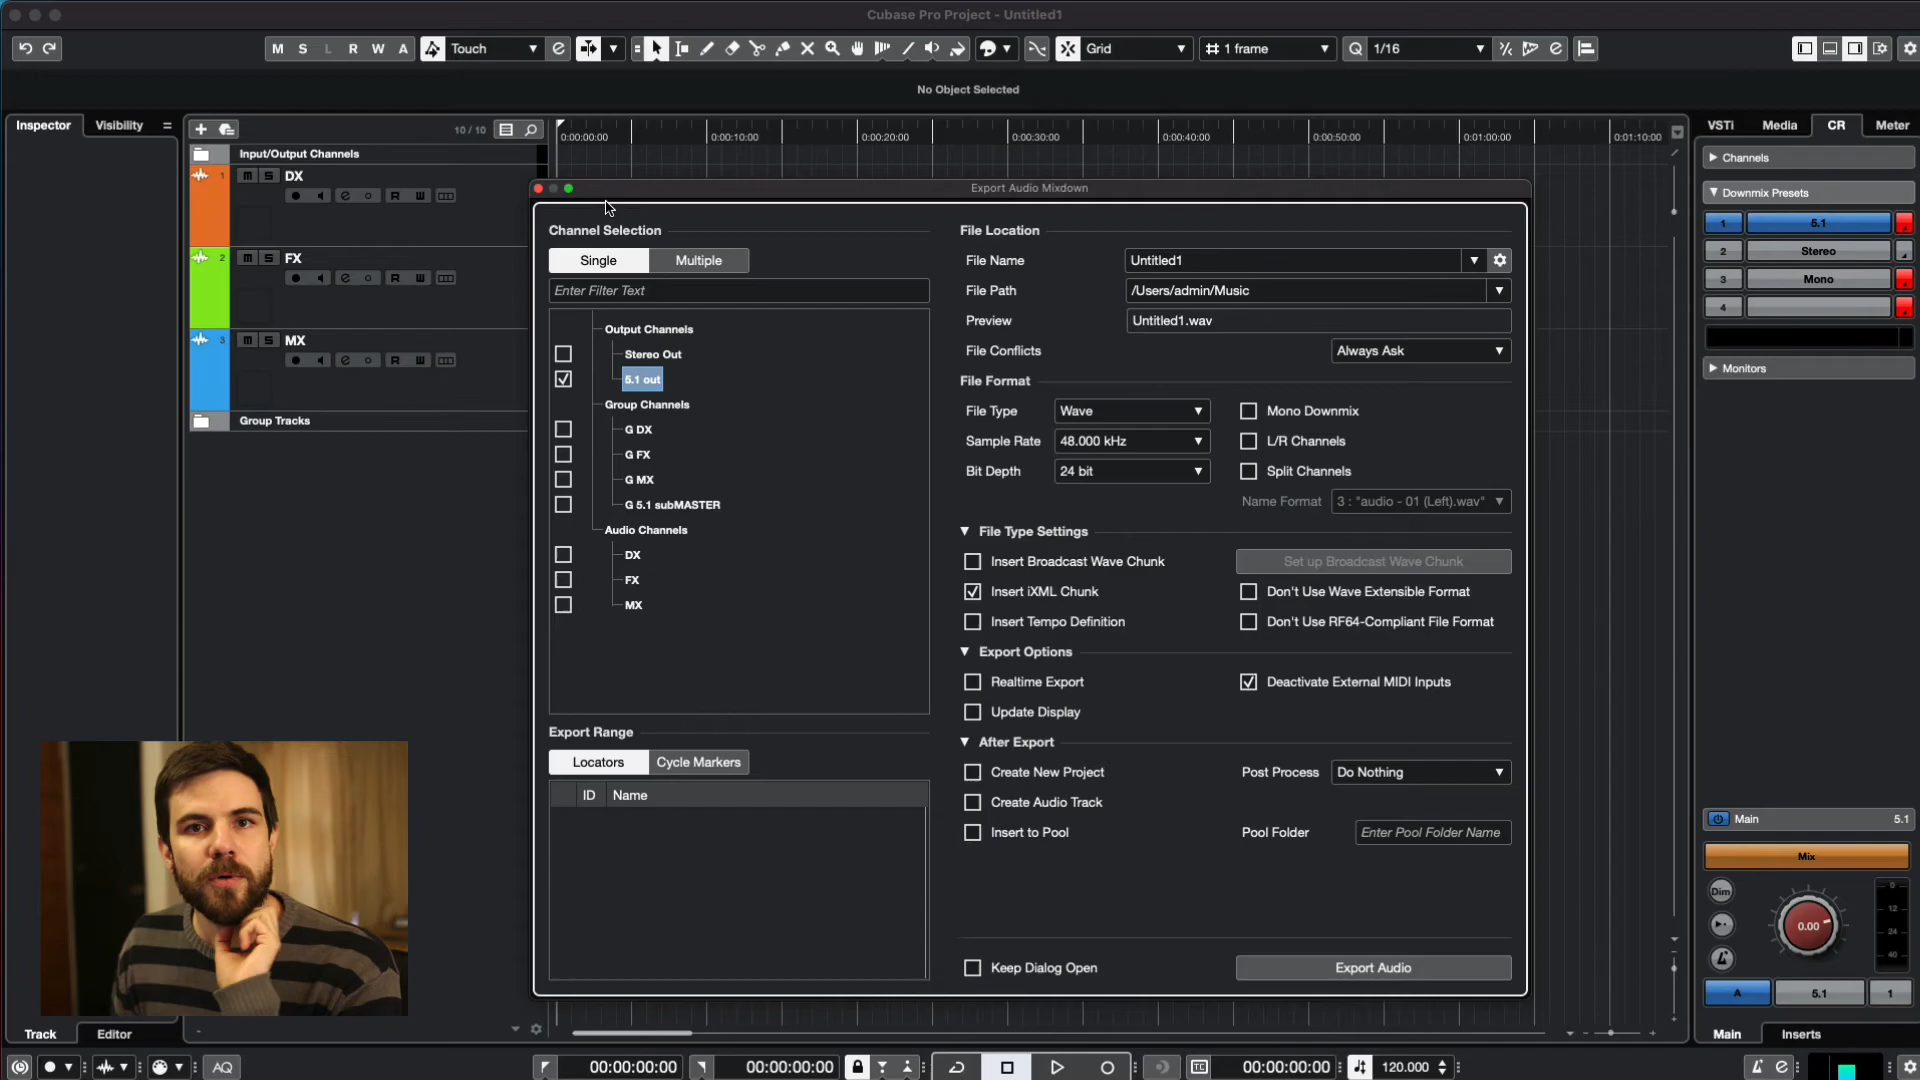 Cubase Pro Project - Untitled1
M S L R W A Touch Grid 1 frame Q 1/16
No Object Selected
Inspector Visibility 10 / 10
0:00:00:00 0:00:10:00 0:00:20:00 0:00:30:00 0:00:40:00 0:00:50:00 0:01:00:00 0:01:10:00
VSTi Media CR Meter
Input/Output Channels
1 DX
m S
R W
2 FX
m S
R W
3 MX
m S
R W
Group Tracks
Export Audio Mixdown
Channel Selection
Single Multiple
Enter Filter Text
Output Channels
Stereo Out
5.1 out
Group Channels
G DX
G FX
G MX
G 5.1 subMASTER
Audio Channels
DX
FX
MX
Export Range
Locators Cycle Markers
ID Name
File Location
File Name Untitled1
File Path /Users/admin/Music
Preview Untitled1.wav
File Conflicts Always Ask
File Format
File Type Wave Mono Downmix
Sample Rate 48.000 kHz L/R Channels
Bit Depth 24 bit Split Channels
Name Format 3 : "audio - 01 (Left).wav"
File Type Settings
Insert Broadcast Wave Chunk Set up Broadcast Wave Chunk
Insert iXML Chunk Don't Use Wave Extensible Format
Insert Tempo Definition Don't Use RF64-Compliant File Format
Export Options
Realtime Export Deactivate External MIDI Inputs
Update Display
After Export
Create New Project Post Process Do Nothing
Create Audio Track
Insert to Pool Pool Folder Enter Pool Folder Name
Keep Dialog Open Export Audio
Channels
Downmix Presets
1 5.1
2 Stereo
3 Mono
4
Monitors
Main 5.1
Mix
Dim
0.00
0
12
24
40
A 5.1 1
Main Inserts
Track Editor -
AQ 00:00:00:00 00:00:00:00 TC 00:00:00:00 120.000